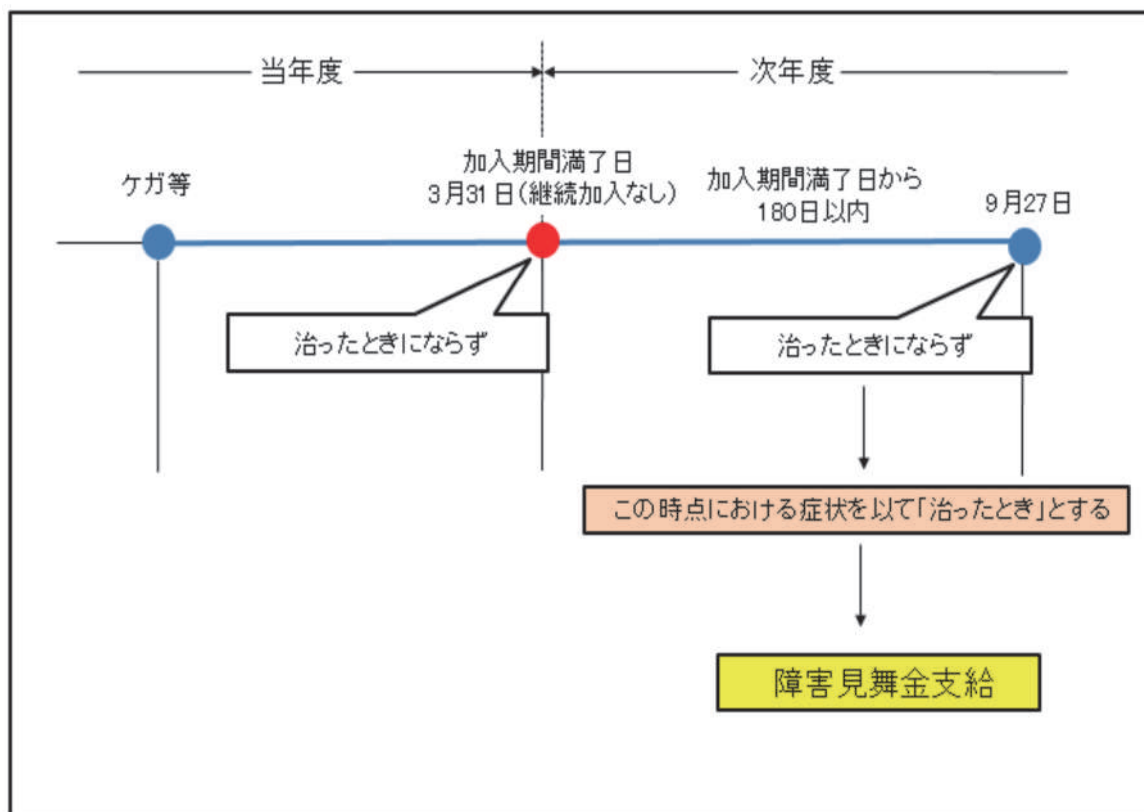 当年度
次年度
ケガ等
加入期間満了日
3月31日(継続加入なし)
加入期間満了日から
180日以内
9月27日
治ったときにならず
治ったときにならず
この時点における症状を以て「治ったとき」とする
障害見舞金支給